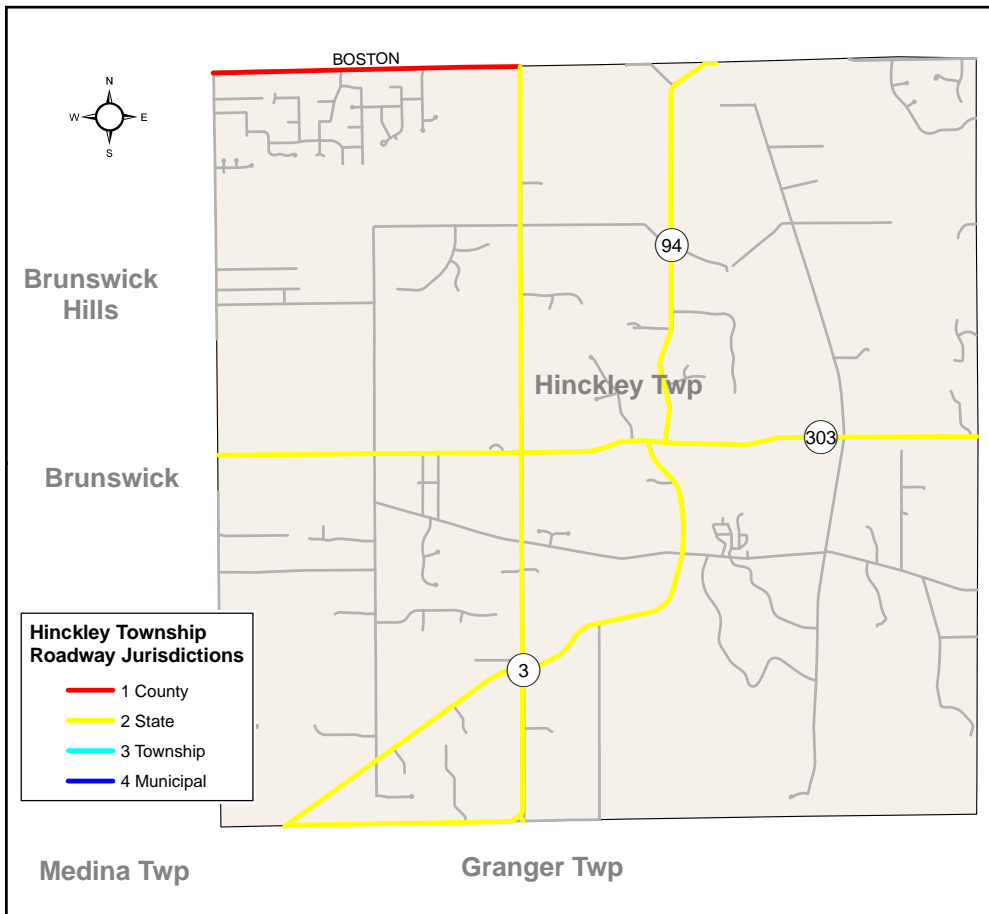 BOSTON
N
W
E
S
94
Brunswick
Hills
Hinckley Twp
303
Brunswick
Hinckley Township
Roadway Jurisdictions
1 County
2 State
3 Township
4 Municipal
3
Medina Twp
Granger Twp